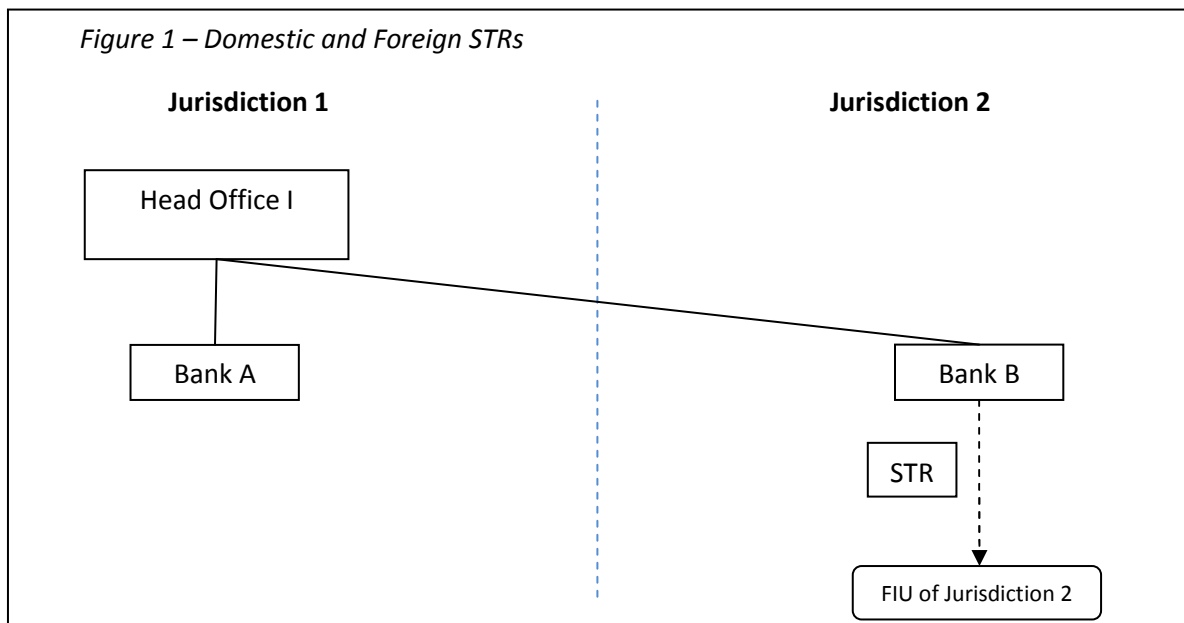 Figure 1 – Domestic and Foreign STRs
Jurisdiction 1
Jurisdiction 2
Head Office I
Bank A
Bank B
STR
FIU of Jurisdiction 2